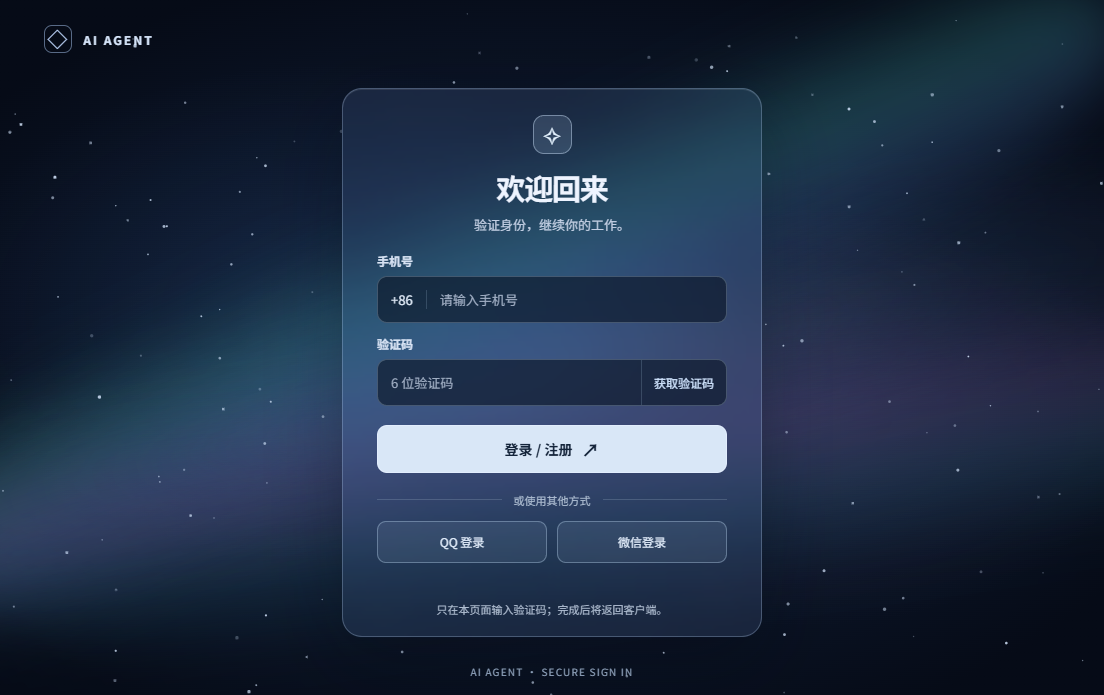 AI AGENT
欢迎回来
验证身份，继续你的工作。
手机号
+86 请输入手机号
验证码
6 位验证码 获取验证码
登录 / 注册 ↗
或使用其他方式
QQ 登录 微信登录
只在本页面输入验证码；完成后将返回客户端。
AI AGENT · SECURE SIGN IN